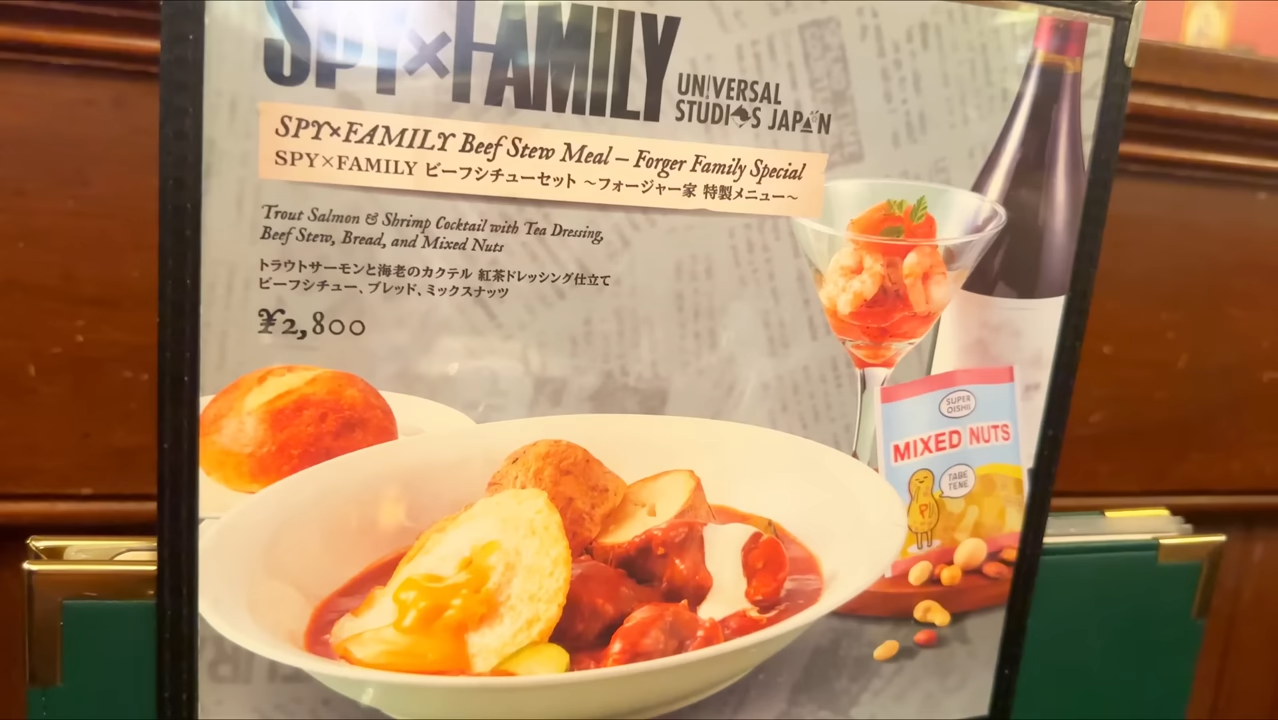 SPY×FAMILY
UNIVERSAL
STUDIOS JAPAN
SPY×FAMILY Beef Stew Meal – Forger Family Special
SPY×FAMILY ビーフシチューセット ～フォージャー家 特製メニュー～
Trout Salmon & Shrimp Cocktail with Tea Dressing,
Beef Stew, Bread, and Mixed Nuts
トラウトサーモンと海老のカクテル 紅茶ドレッシング仕立て
ビーフシチュー、ブレッド、ミックスナッツ
¥2,800
SUPER
OISHII
MIXED NUTS
TABE
TENE
P